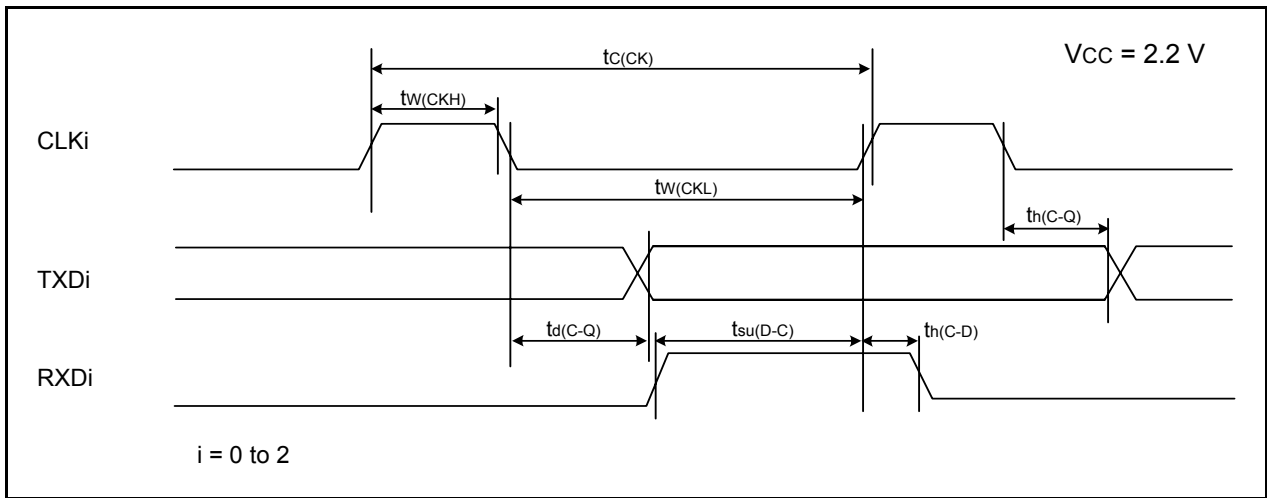 tC(CK)
VCC = 2.2 V
tW(CKH)
CLKi
tW(CKL)
th(C-Q)
TXDi
td(C-Q)
tsu(D-C)
th(C-D)
RXDi
i = 0 to 2